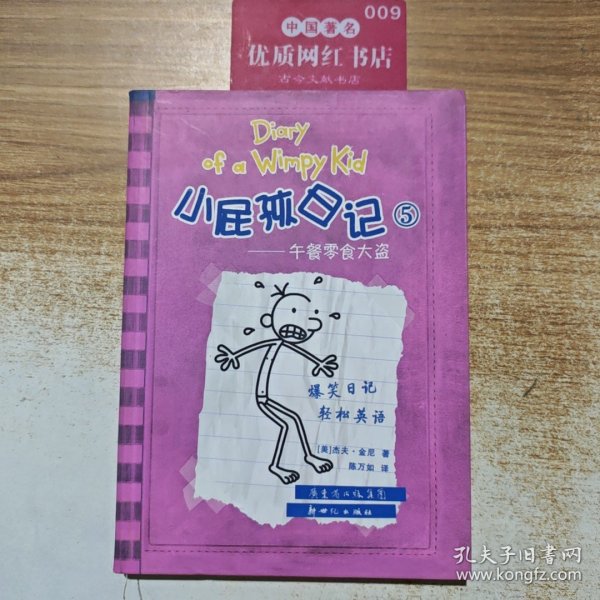 009
中国著名
优质网红书店
古今文献书店
Diary
of a Wimpy Kid
小屁孩日记⑤
——午餐零食大盗
爆笑日记
轻松英语
[美]杰夫·金尼 著
陈万如 译
广东省出版集团
新世纪出版社
孔夫子旧书网
www.kongfz.com